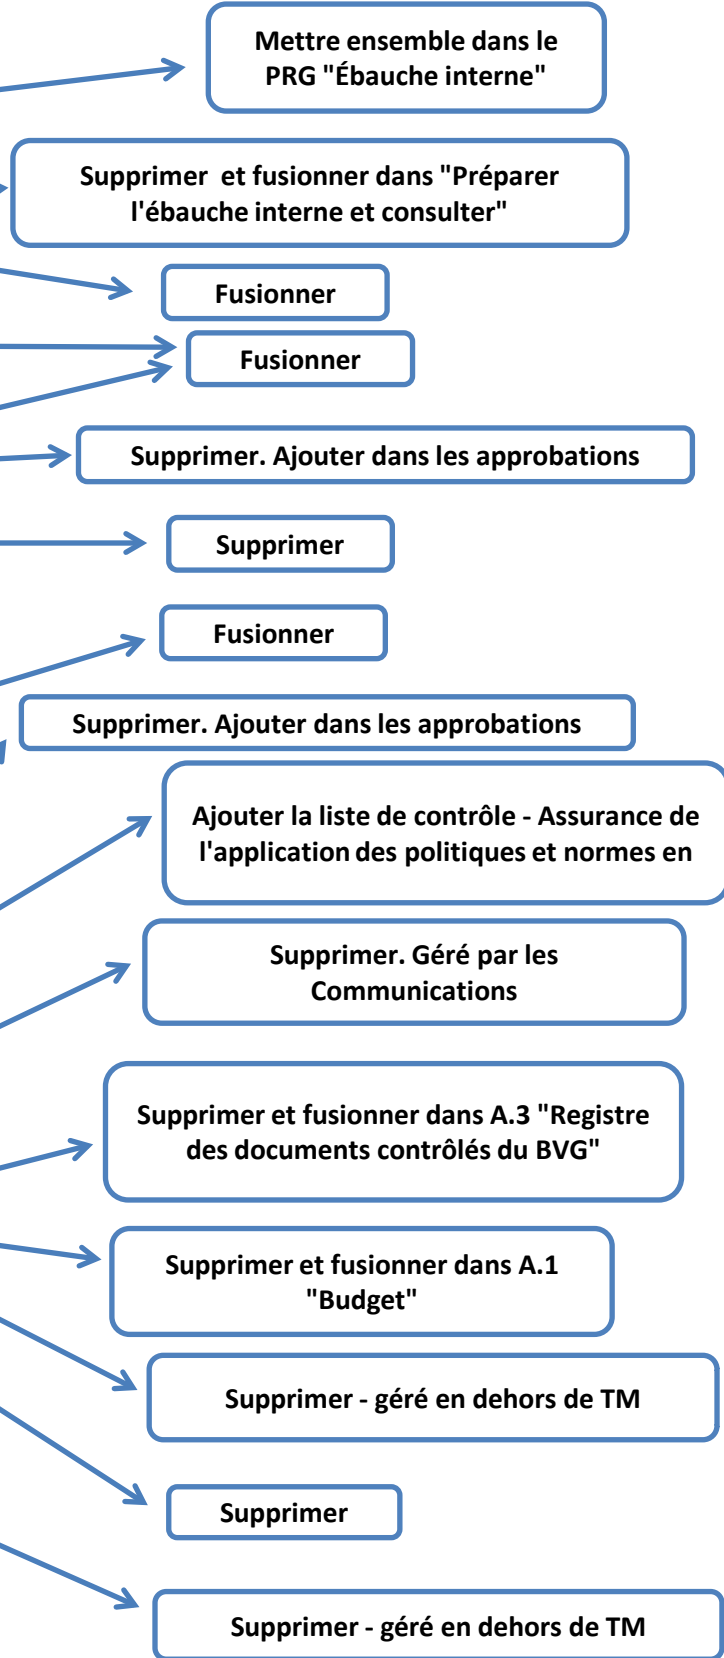 Mettre ensemble dans le
PRG "Ébauche interne"
Supprimer et fusionner dans "Préparer
l'ébauche interne et consulter"
Fusionner
Fusionner
Supprimer. Ajouter dans les approbations
Supprimer
Fusionner
Supprimer. Ajouter dans les approbations
Ajouter la liste de contrôle - Assurance de
l'application des politiques et normes en
Supprimer. Géré par les
Communications
Supprimer et fusionner dans A.3 "Registre
des documents contrôlés du BVG"
Supprimer et fusionner dans A.1
"Budget"
Supprimer - géré en dehors de TM
Supprimer
Supprimer - géré en dehors de TM